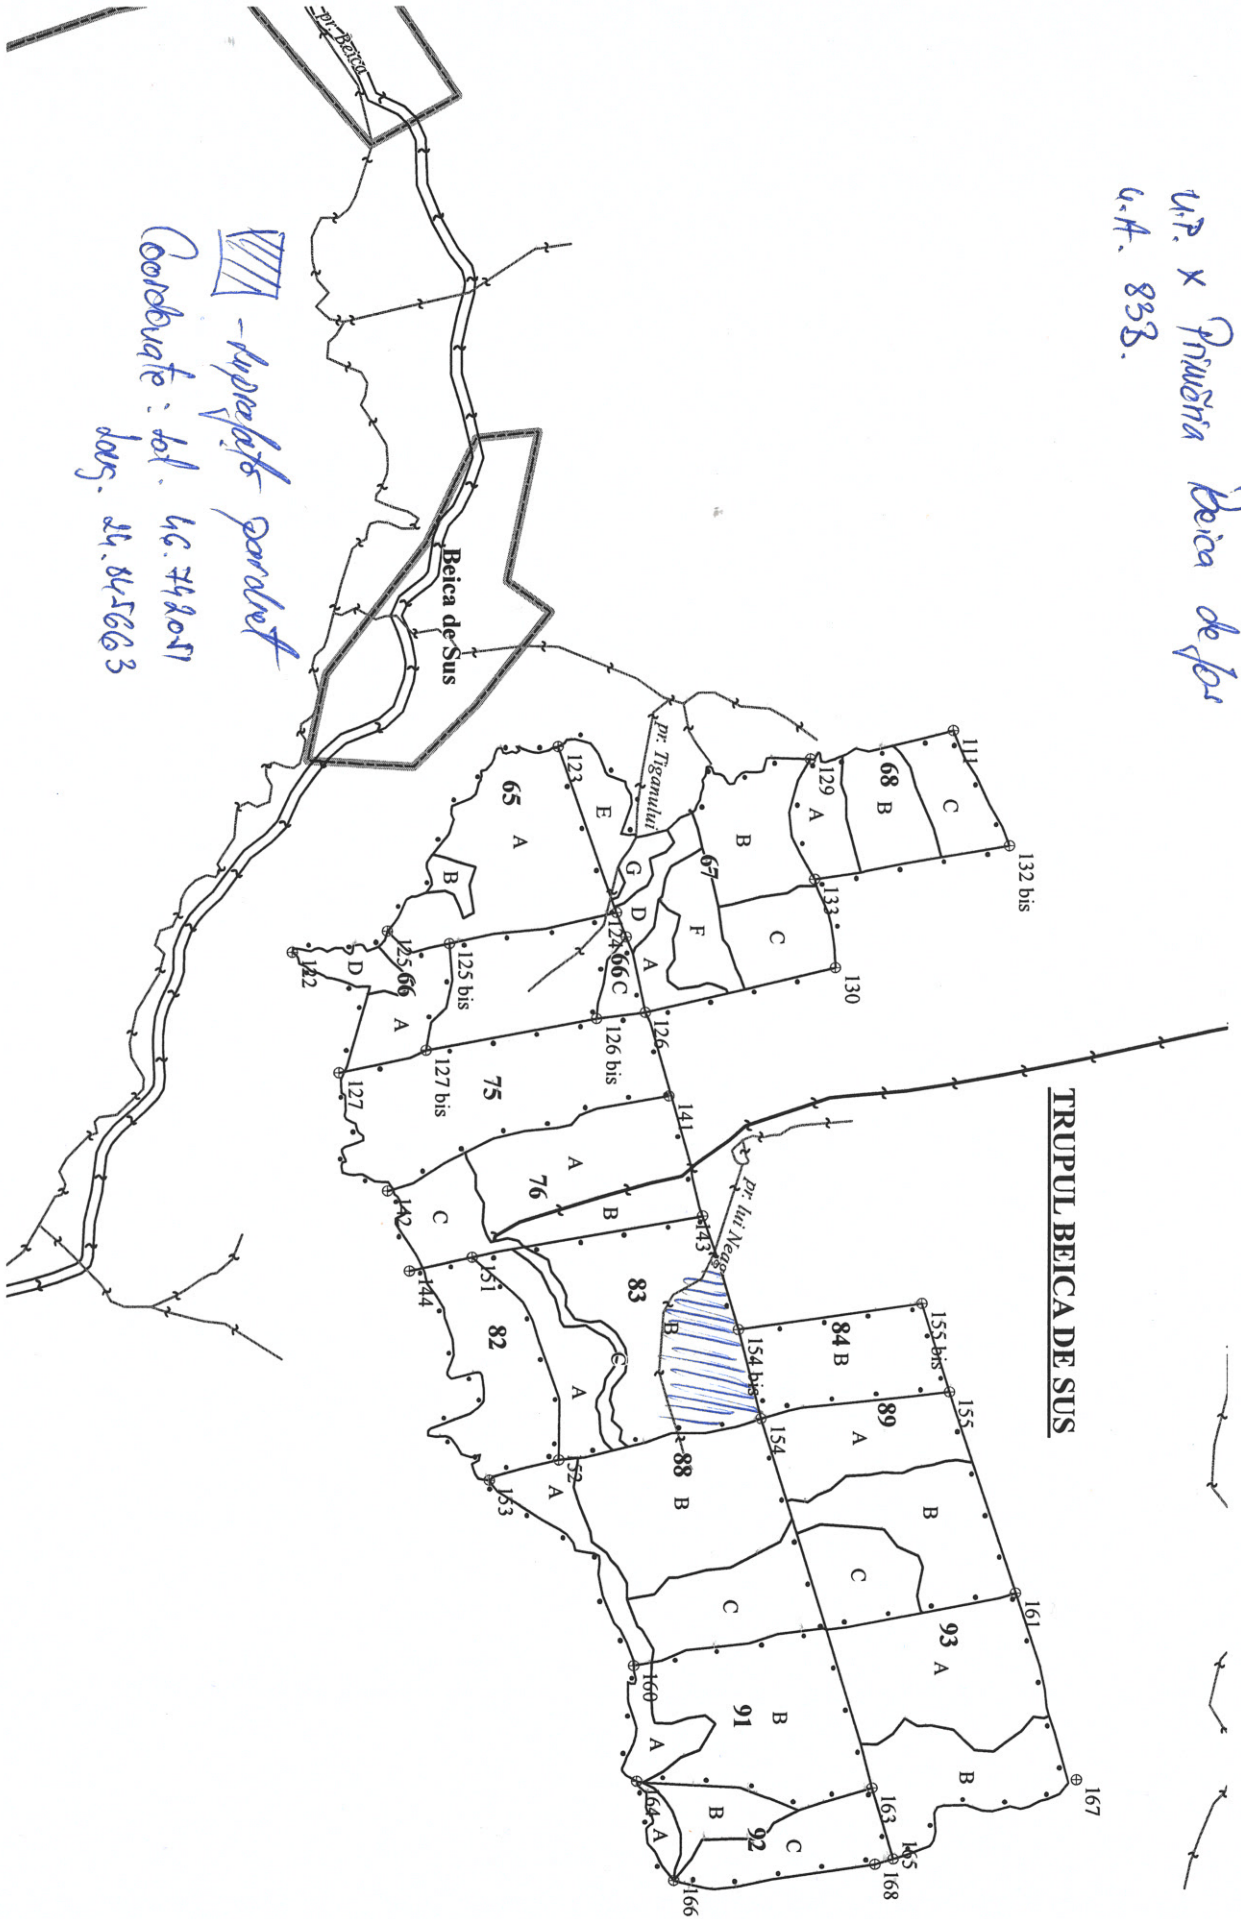 U.P. X Primăria Beica de Jos
u.A. 83B.
TRUPUL BEICA DE SUS
pr. Beica
Beica de Sus
pr. Tiganului
pr. lui Neag
- suprafața parchet
Coordonate: Lat. 46.742051
Long. 24.845663
111
132 bis
C
68
B
129
A
133
B
67
C
130
F
E
G
D
123
124
66
C
A
126
126 bis
65
A
B
125
66
125 bis
D
122
A
127 bis
127
75
141
A
76
B
C
142
143
144
151
83
B
C
82
A
152
153
154 bis
154
155 bis
155
84
B
89
A
B
C
88
B
A
C
161
93
A
B
167
160
91
B
A
164
163
165
168
92
B
C
A
166